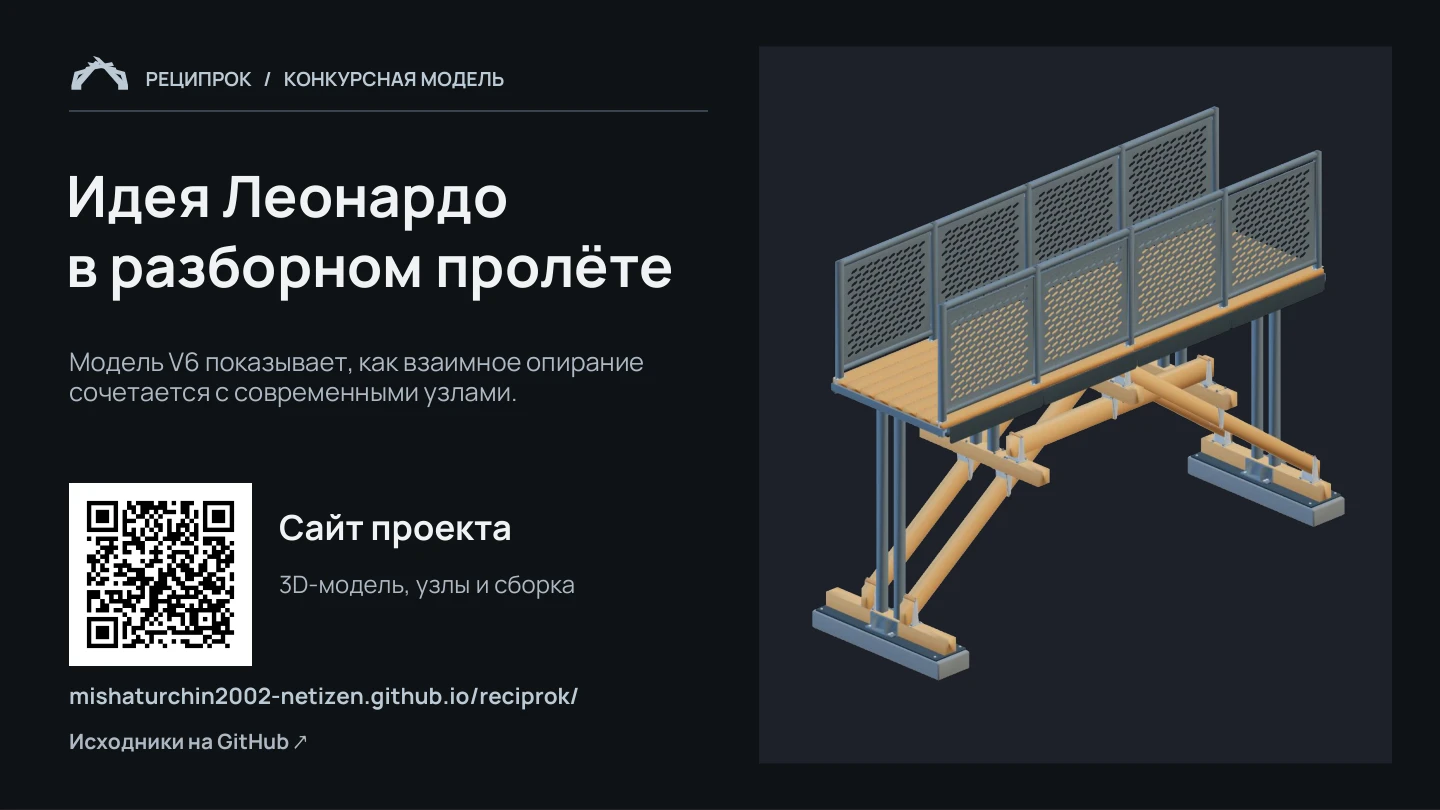 РЕЦИПРОК / КОНКУРСНАЯ МОДЕЛЬ
Идея Леонардо
в разборном пролёте
Модель V6 показывает, как взаимное опирание
сочетается с современными узлами.
Сайт проекта
3D-модель, узлы и сборка
mishaturchin2002-netizen.github.io/reciprok/
Исходники на GitHub ↗